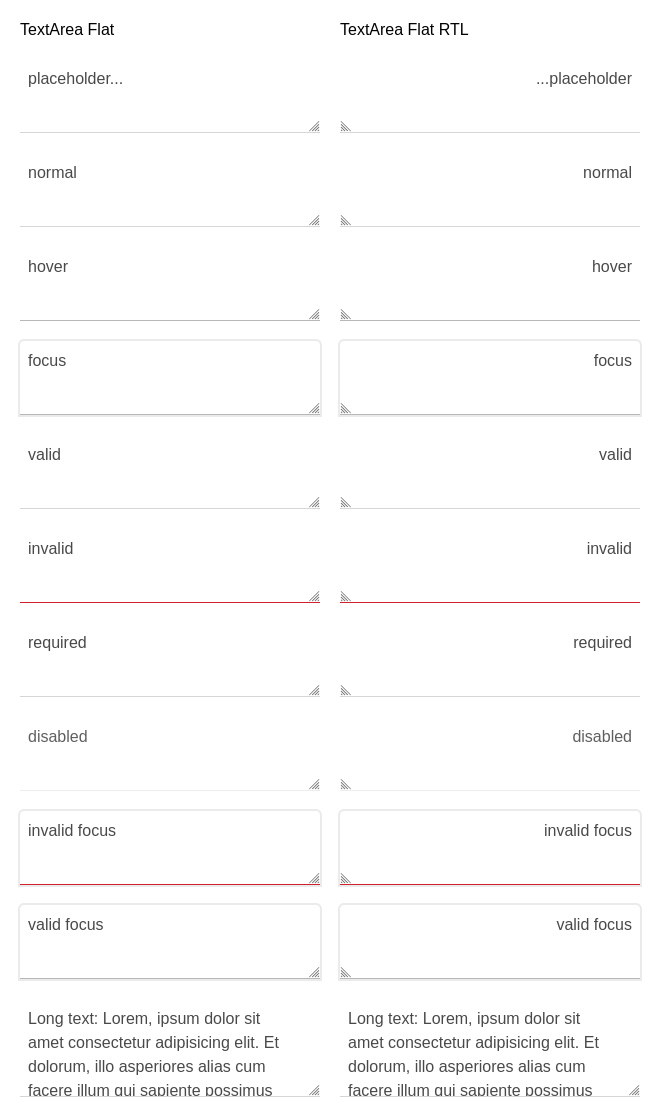 TextArea Flat
placeholder...
normal
hover
focus
valid
invalid
required
disabled
invalid focus
valid focus
Long text: Lorem, ipsum dolor sit
amet consectetur adipisicing elit. Et
dolorum, illo asperiores alias cum
facere illum qui sapiente possimus
TextArea Flat RTL
...placeholder
normal
hover
focus
valid
invalid
required
disabled
invalid focus
valid focus
Long text: Lorem, ipsum dolor sit
amet consectetur adipisicing elit. Et
dolorum, illo asperiores alias cum
facere illum qui sapiente possimus